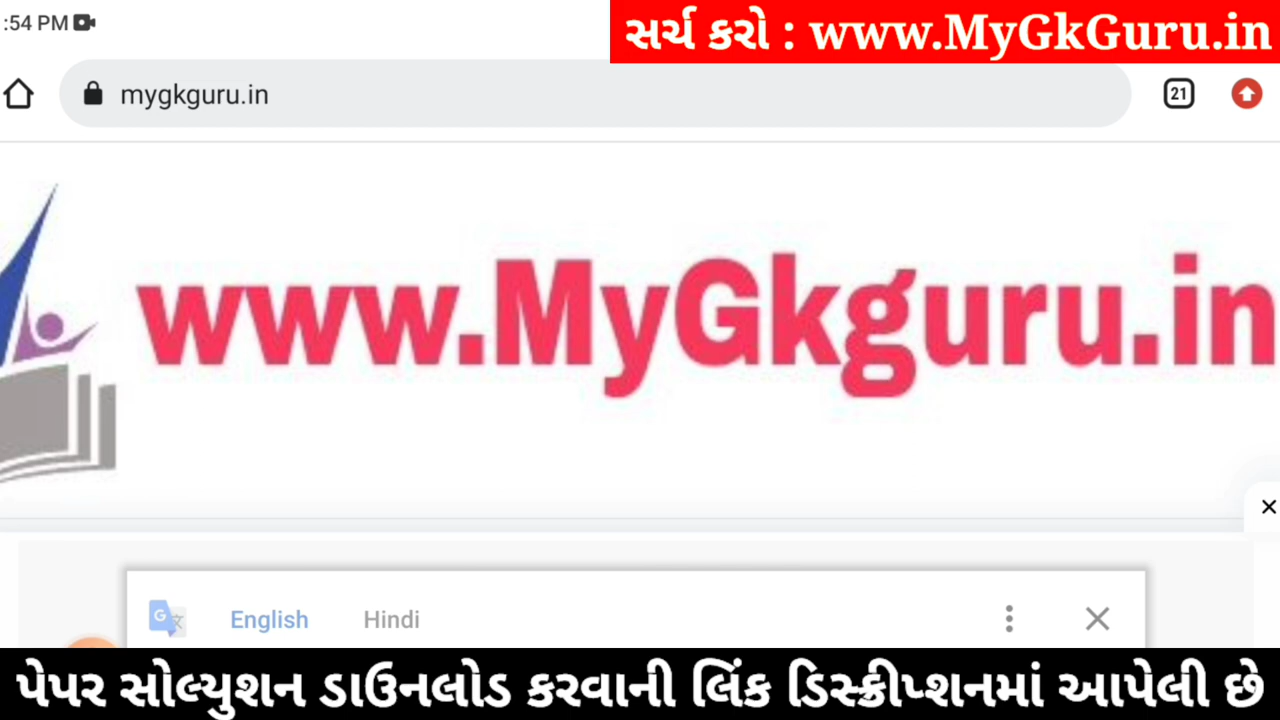 :54 PM
સર્ચ કરો : www.MyGkGuru.in
mygkguru.in
21
www.MyGkguru.in
English Hindi
પેપર સોલ્યુશન ડાઉનલોડ કરવાની લિંક ડિસ્ક્રીપ્શનમાં આપેલી છે